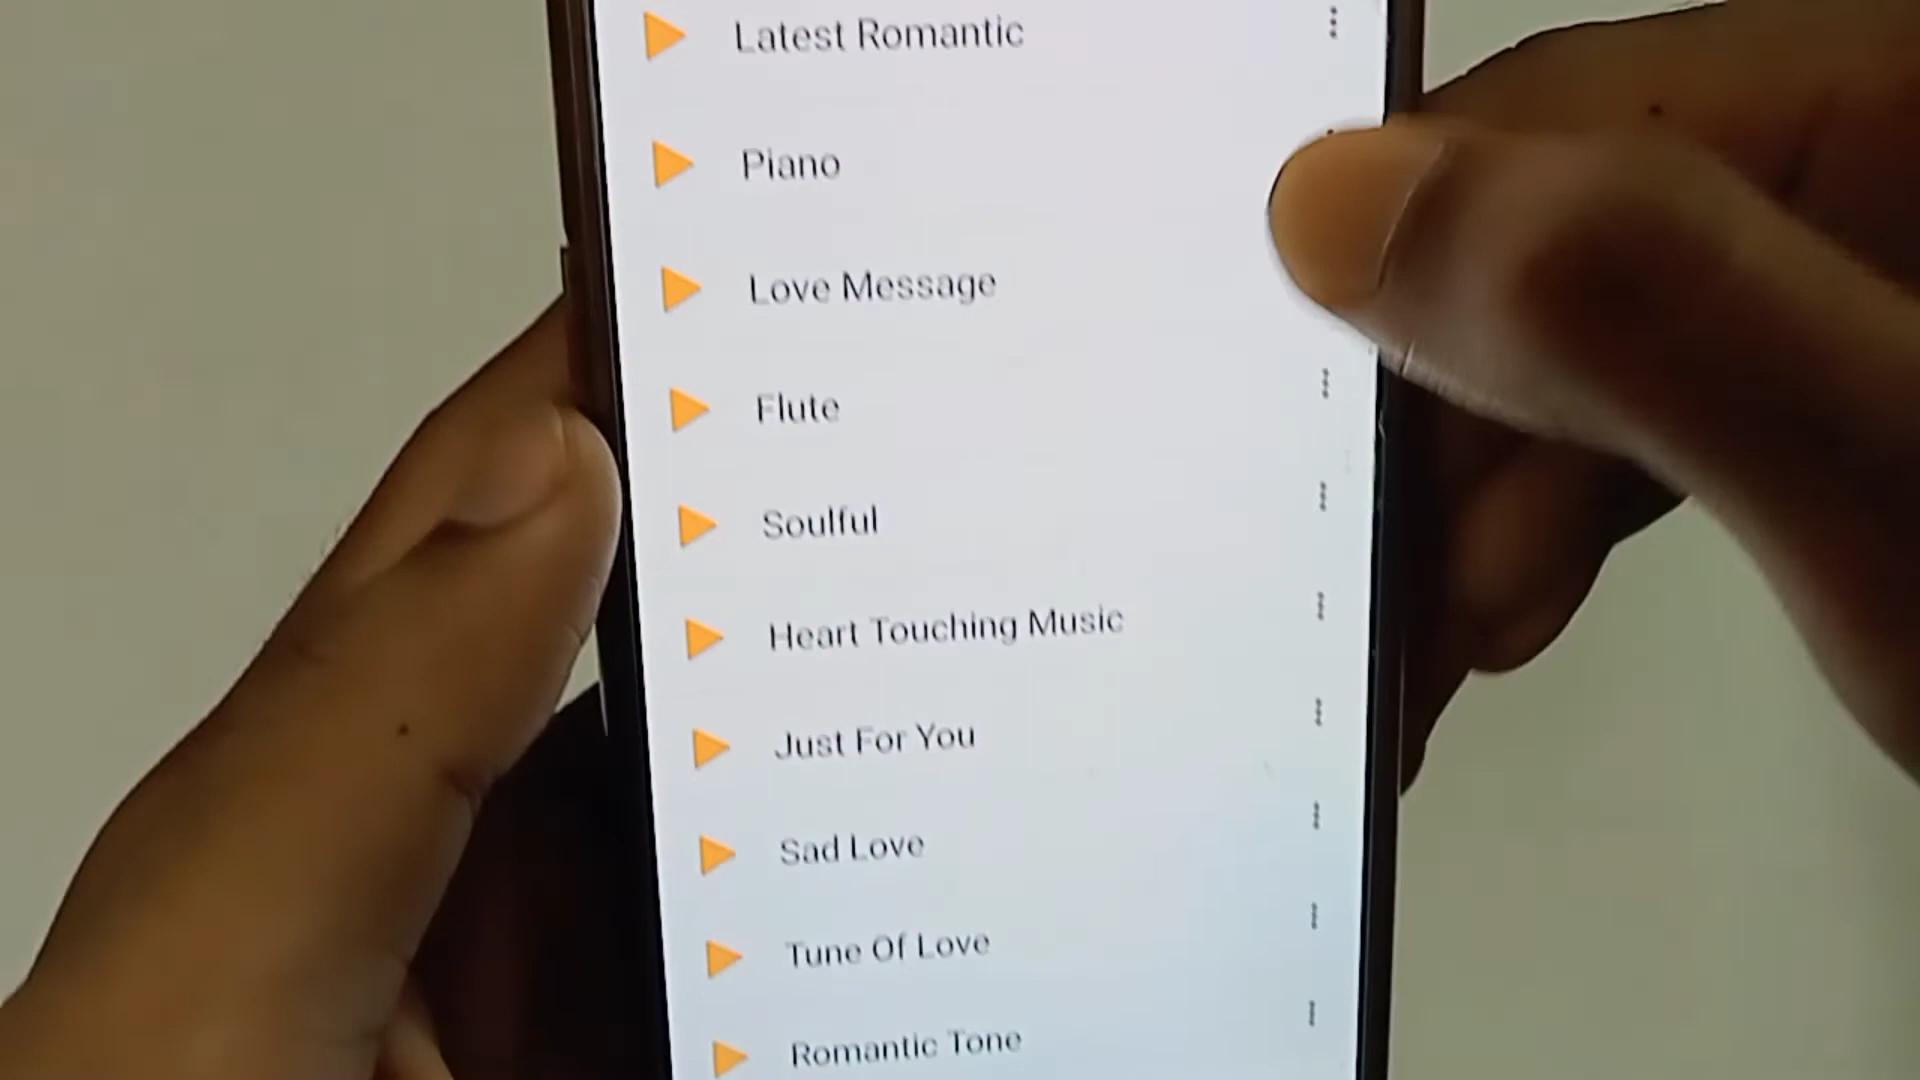 Latest Romantic
Piano
Love Message
Flute
Soulful
Heart Touching Music
Just For You
Sad Love
Tune Of Love
Romantic Tone